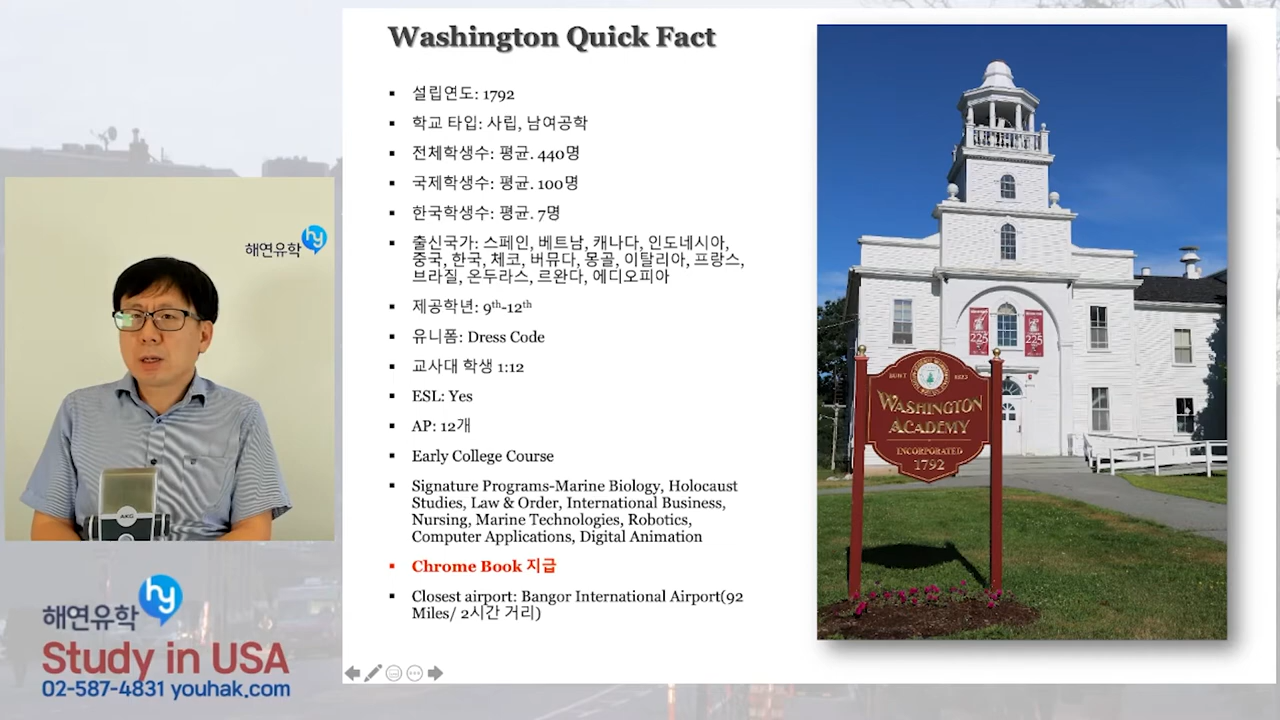 Washington Quick Fact
▪ 설립연도: 1792
▪ 학교 타입: 사립, 남여공학
▪ 전체학생수: 평균. 440명
▪ 국제학생수: 평균. 100명
▪ 한국학생수: 평균. 7명
▪ 출신국가: 스페인, 베트남, 캐나다, 인도네시아,
중국, 한국, 체코, 버뮤다, 몽골, 이탈리아, 프랑스,
브라질, 온두라스, 르완다, 에디오피아
▪ 제공학년: 9th-12th
▪ 유니폼: Dress Code
▪ 교사대 학생 1:12
▪ ESL: Yes
▪ AP: 12개
▪ Early College Course
▪ Signature Programs-Marine Biology, Holocaust
Studies, Law & Order, International Business,
Nursing, Marine Technologies, Robotics,
Computer Applications, Digital Animation
▪ Chrome Book 지급
▪ Closest airport: Bangor International Airport(92
Miles/ 2시간 거리)
225
225
WASHINGTON
ACADEMY
INCORPORATED
1792
해연유학 hy
AKG
해연유학 hy
Study in USA
02-587-4831 youhak.com